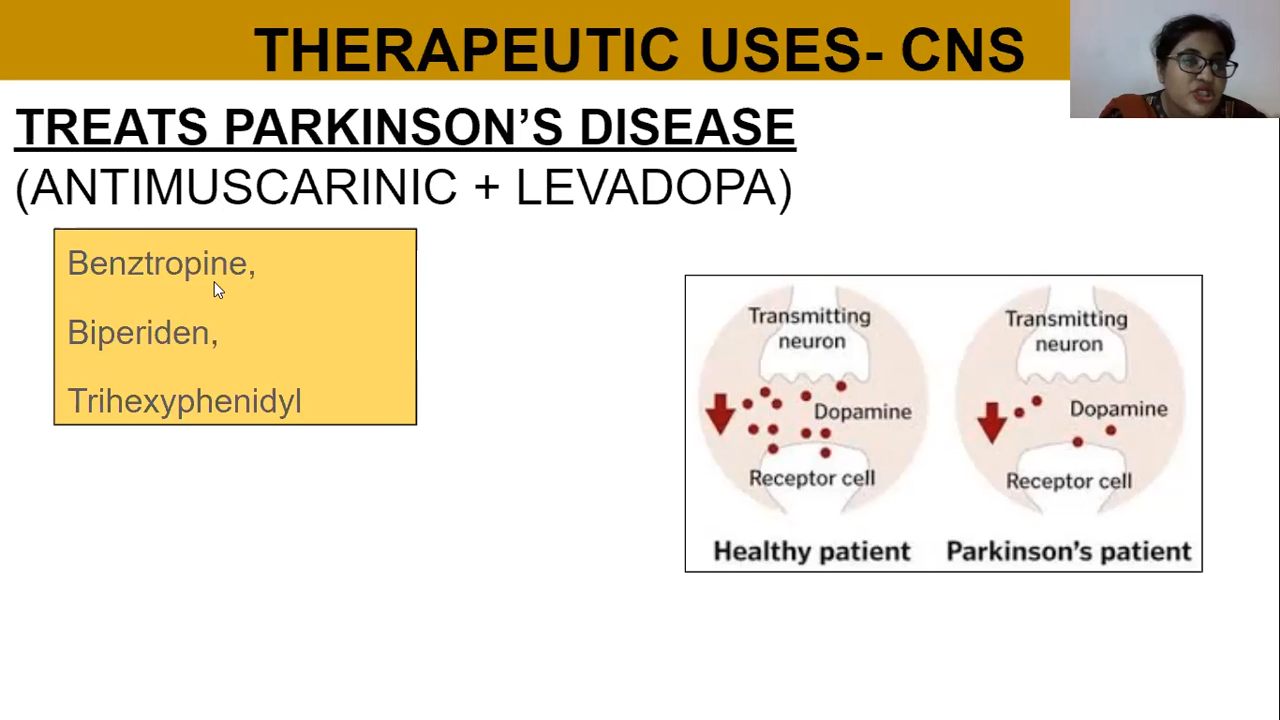 THERAPEUTIC USES- CNS
TREATS PARKINSON’S DISEASE
(ANTIMUSCARINIC + LEVADOPA)
Benztropine,
Biperiden,
Trihexyphenidyl
Transmitting
neuron
Dopamine
Receptor cell
Healthy patient
Transmitting
neuron
Dopamine
Receptor cell
Parkinson’s patient